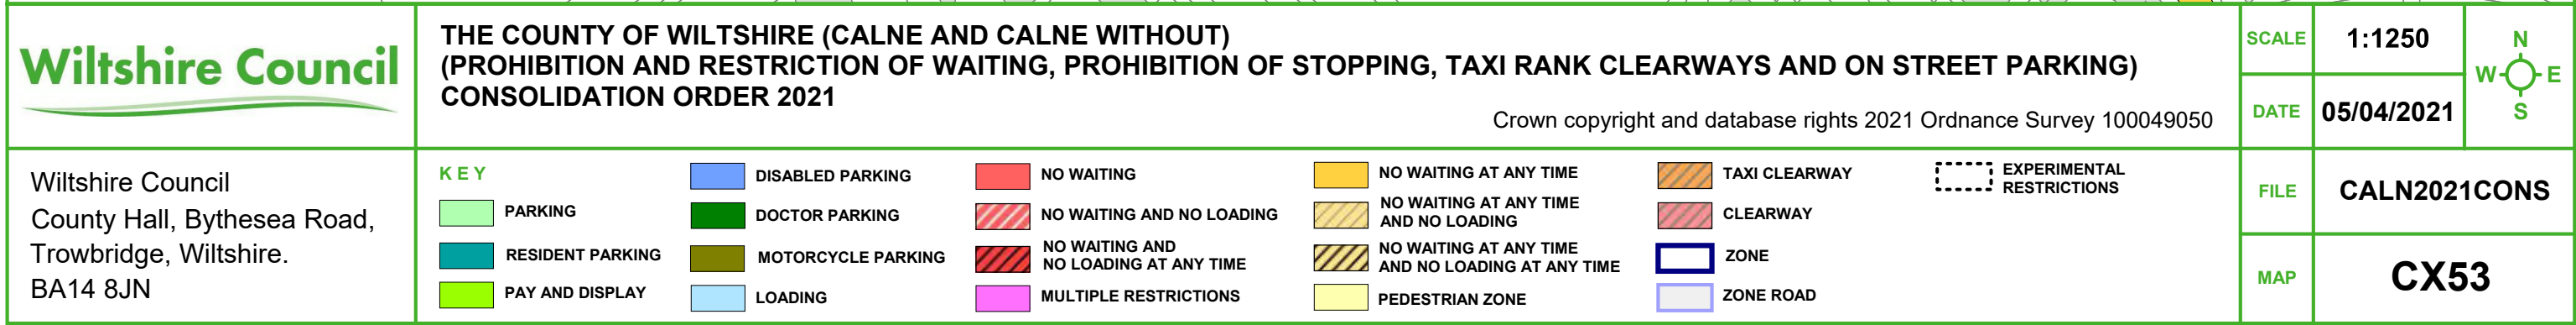 Wiltshire Council
THE COUNTY OF WILTSHIRE (CALNE AND CALNE WITHOUT)
(PROHIBITION AND RESTRICTION OF WAITING, PROHIBITION OF STOPPING, TAXI RANK CLEARWAYS AND ON STREET PARKING)
CONSOLIDATION ORDER 2021
Crown copyright and database rights 2021 Ordnance Survey 100049050
SCALE
1:1250
DATE
05/04/2021
N
W
E
S
Wiltshire Council
County Hall, Bythesea Road,
Trowbridge, Wiltshire.
BA14 8JN
KEY
PARKING
RESIDENT PARKING
PAY AND DISPLAY
DISABLED PARKING
DOCTOR PARKING
MOTORCYCLE PARKING
LOADING
NO WAITING
NO WAITING AND NO LOADING
NO WAITING AND
NO LOADING AT ANY TIME
MULTIPLE RESTRICTIONS
NO WAITING AT ANY TIME
NO WAITING AT ANY TIME
AND NO LOADING
NO WAITING AT ANY TIME
AND NO LOADING AT ANY TIME
PEDESTRIAN ZONE
TAXI CLEARWAY
CLEARWAY
ZONE
ZONE ROAD
EXPERIMENTAL
RESTRICTIONS
FILE
CALN2021CONS
MAP
CX53